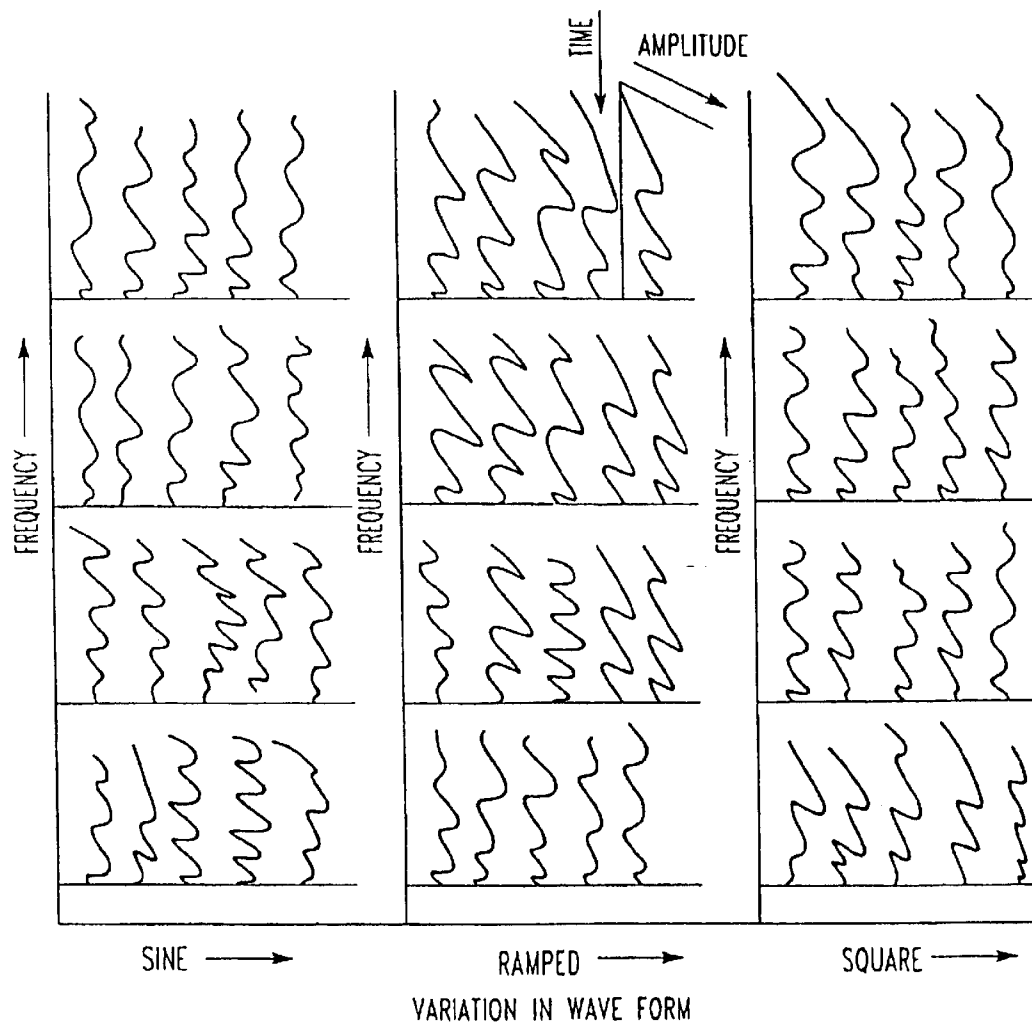 TIME
AMPLITUDE
FREQUENCY
FREQUENCY
FREQUENCY
SINE
RAMPED
SQUARE
VARIATION IN WAVE FORM